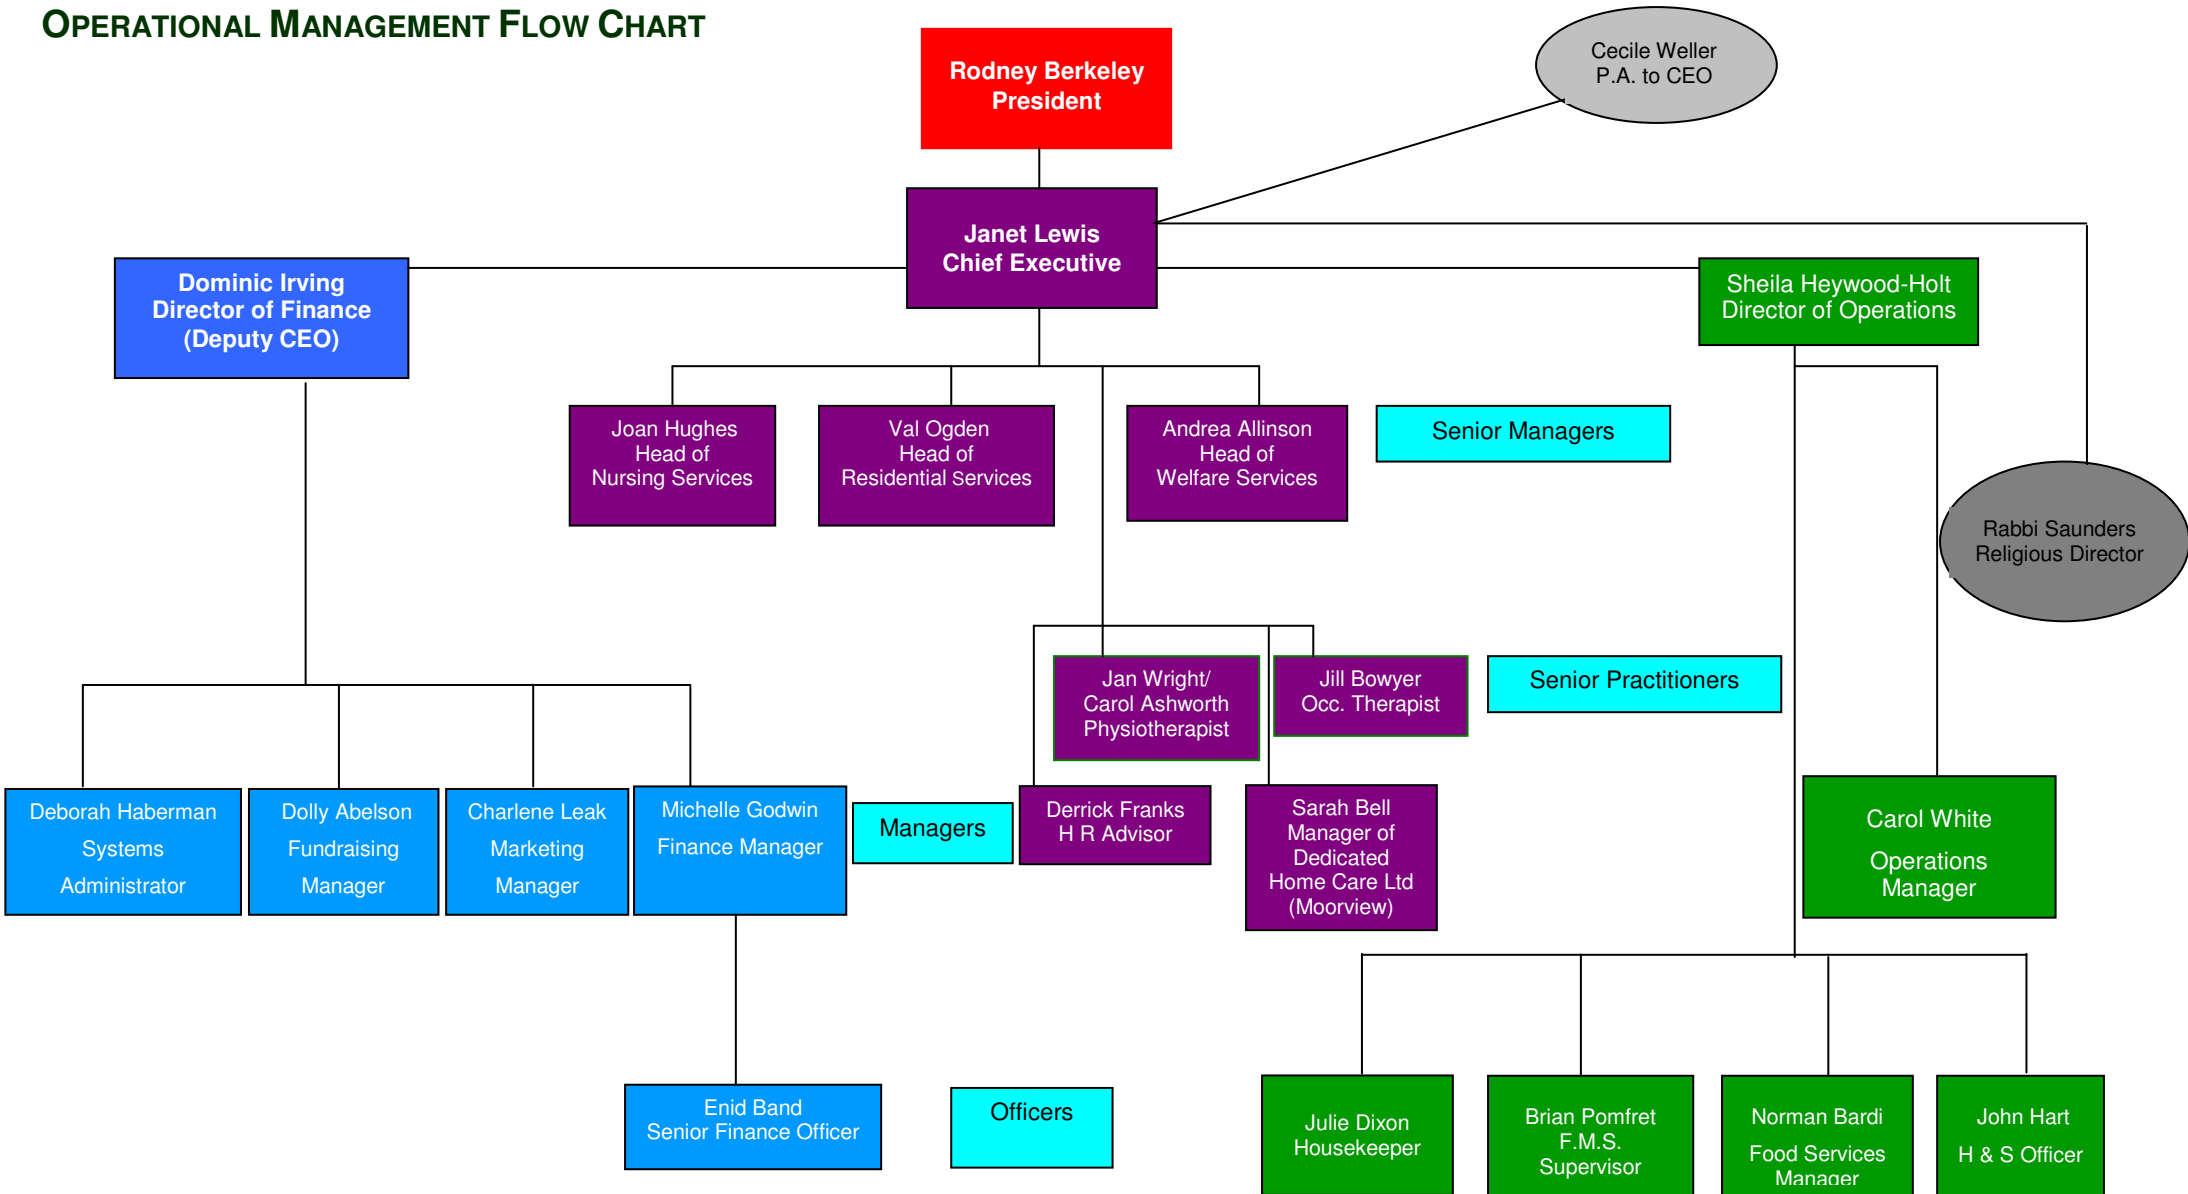 OPERATIONAL MANAGEMENT FLOW CHART
Rodney Berkeley
President
Cecile Weller
P.A. to CEO
Janet Lewis
Chief Executive
Dominic Irving
Director of Finance
(Deputy CEO)
Sheila Heywood-Holt
Director of Operations
Joan Hughes
Head of
Nursing Services
Val Ogden
Head of
Residential Services
Andrea Allinson
Head of
Welfare Services
Senior Managers
Rabbi Saunders
Religious Director
Jan Wright/
Carol Ashworth
Physiotherapist
Jill Bowyer
Occ. Therapist
Senior Practitioners
Deborah Haberman
Systems
Administrator
Dolly Abelson
Fundraising
Manager
Charlene Leak
Marketing
Manager
Michelle Godwin
Finance Manager
Managers
Derrick Franks
H R Advisor
Sarah Bell
Manager of
Dedicated
Home Care Ltd
(Moorview)
Carol White
Operations
Manager
Enid Band
Senior Finance Officer
Officers
Julie Dixon
Housekeeper
Brian Pomfret
F.M.S.
Supervisor
Norman Bardi
Food Services
Manager
John Hart
H & S Officer